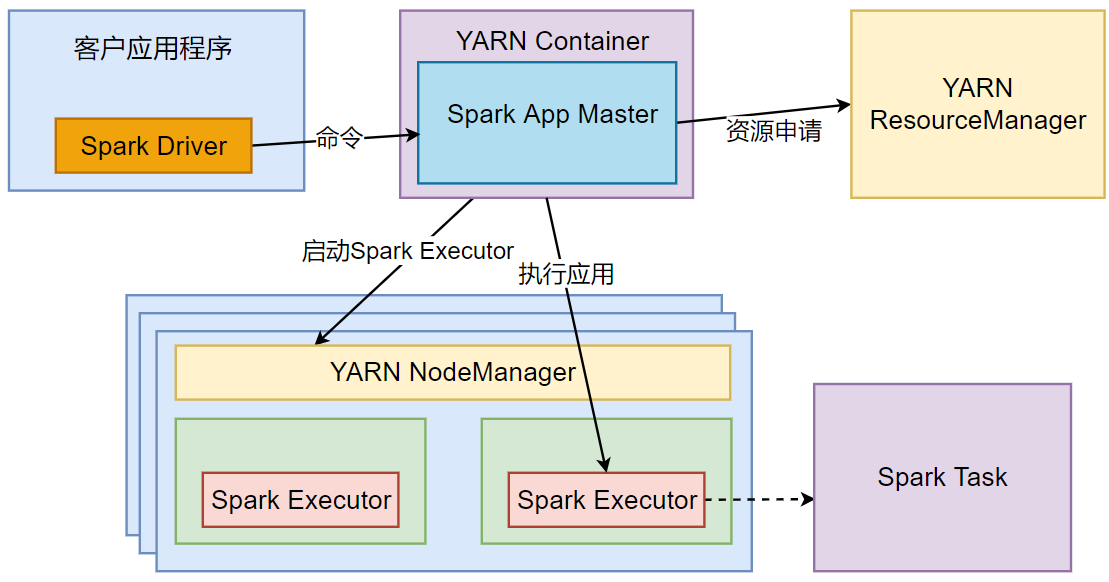 客户应用程序
Spark Driver
命令
YARN Container
Spark App Master
资源申请
YARN
ResourceManager
启动Spark Executor
执行应用
YARN NodeManager
Spark Executor
Spark Executor
Spark Task